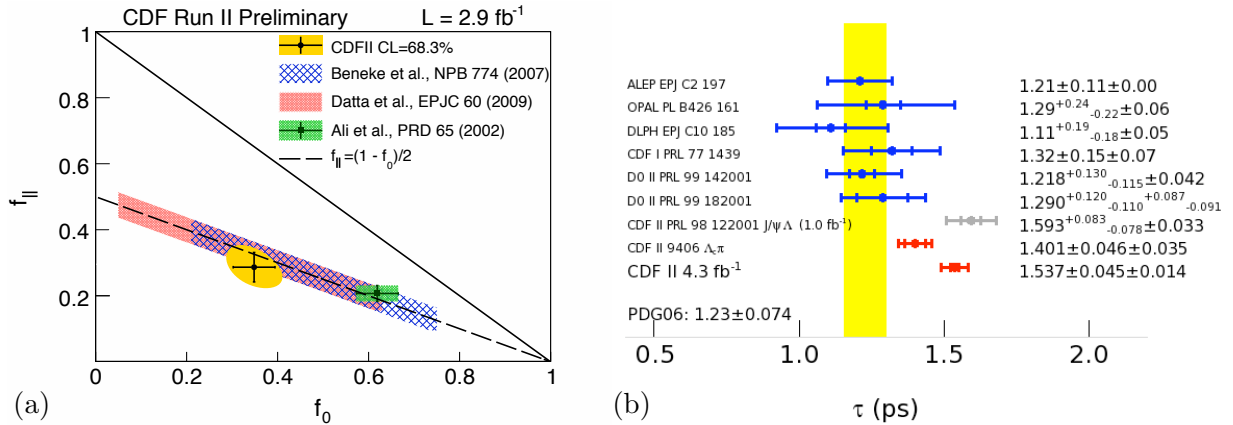 CDF Run II Preliminary L = 2.9 fb⁻¹
CDFII CL=68.3%
Beneke et al., NPB 774 (2007)
Datta et al., EPJC 60 (2009)
Ali et al., PRD 65 (2002)
f∥=(1 - f₀)/2
f∥
1
0.8
0.6
0.4
0.2
0 0.2 0.4 0.6 0.8 1
f₀
(a)
ALEP EPJ C2 197 1.21±0.11±0.00
OPAL PL B426 161 1.29⁺⁰·²⁴₋₀.₂₂±0.06
DLPH EPJ C10 185 1.11⁺⁰·¹⁹₋₀.₁₈±0.05
CDF I PRL 77 1439 1.32±0.15±0.07
D0 II PRL 99 142001 1.218⁺⁰·¹³⁰₋₀.₁₁₅±0.042
D0 II PRL 99 182001 1.290⁺⁰·¹²⁰₋₀.₁₁₀⁺⁰·⁰⁸⁷₋₀.₀₉₁
CDF II PRL 98 122001 J/ψΛ (1.0 fb⁻¹) 1.593⁺⁰·⁰⁸³₋₀.₀₇₈±0.033
CDF II 9406 Λcπ 1.401±0.046±0.035
CDF II 4.3 fb⁻¹ 1.537±0.045±0.014
PDG06: 1.23±0.074
0.5 1.0 1.5 2.0
τ (ps)
(b)